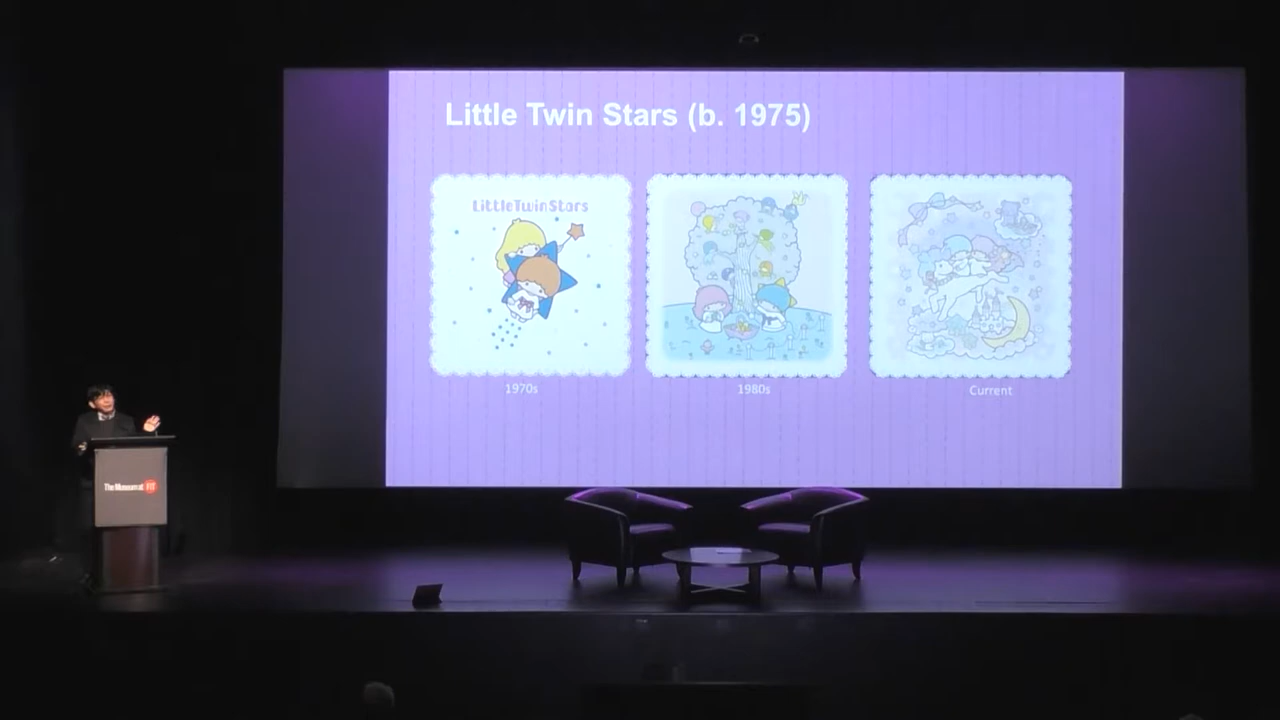 Little Twin Stars (b. 1975)
LittleTwinStars
1970s
1980s
Current
The Museum at FIT